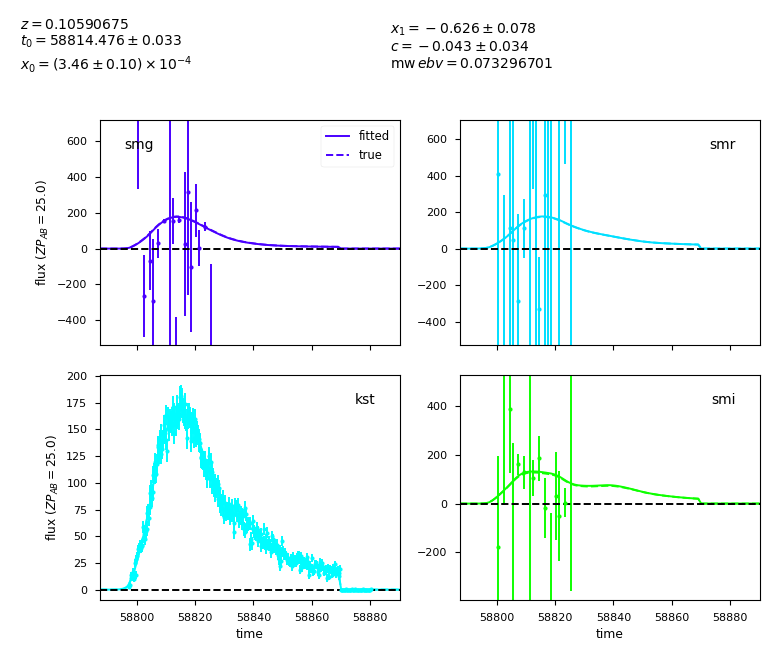 z = 0.10590675
t₀ = 58814.476 ± 0.033
x₀ = (3.46 ± 0.10) × 10⁻⁴
x₁ = −0.626 ± 0.078
c = −0.043 ± 0.034
mw ebv = 0.073296701
smg
fitted
true
600
400
200
0
−200
−400
flux (ZP_AB = 25.0)
smr
600
400
200
0
−200
−400
kst
200
175
150
125
100
75
50
25
0
flux (ZP_AB = 25.0)
58800 58820 58840 58860 58880
time
smi
400
200
0
−200
58800 58820 58840 58860 58880
time